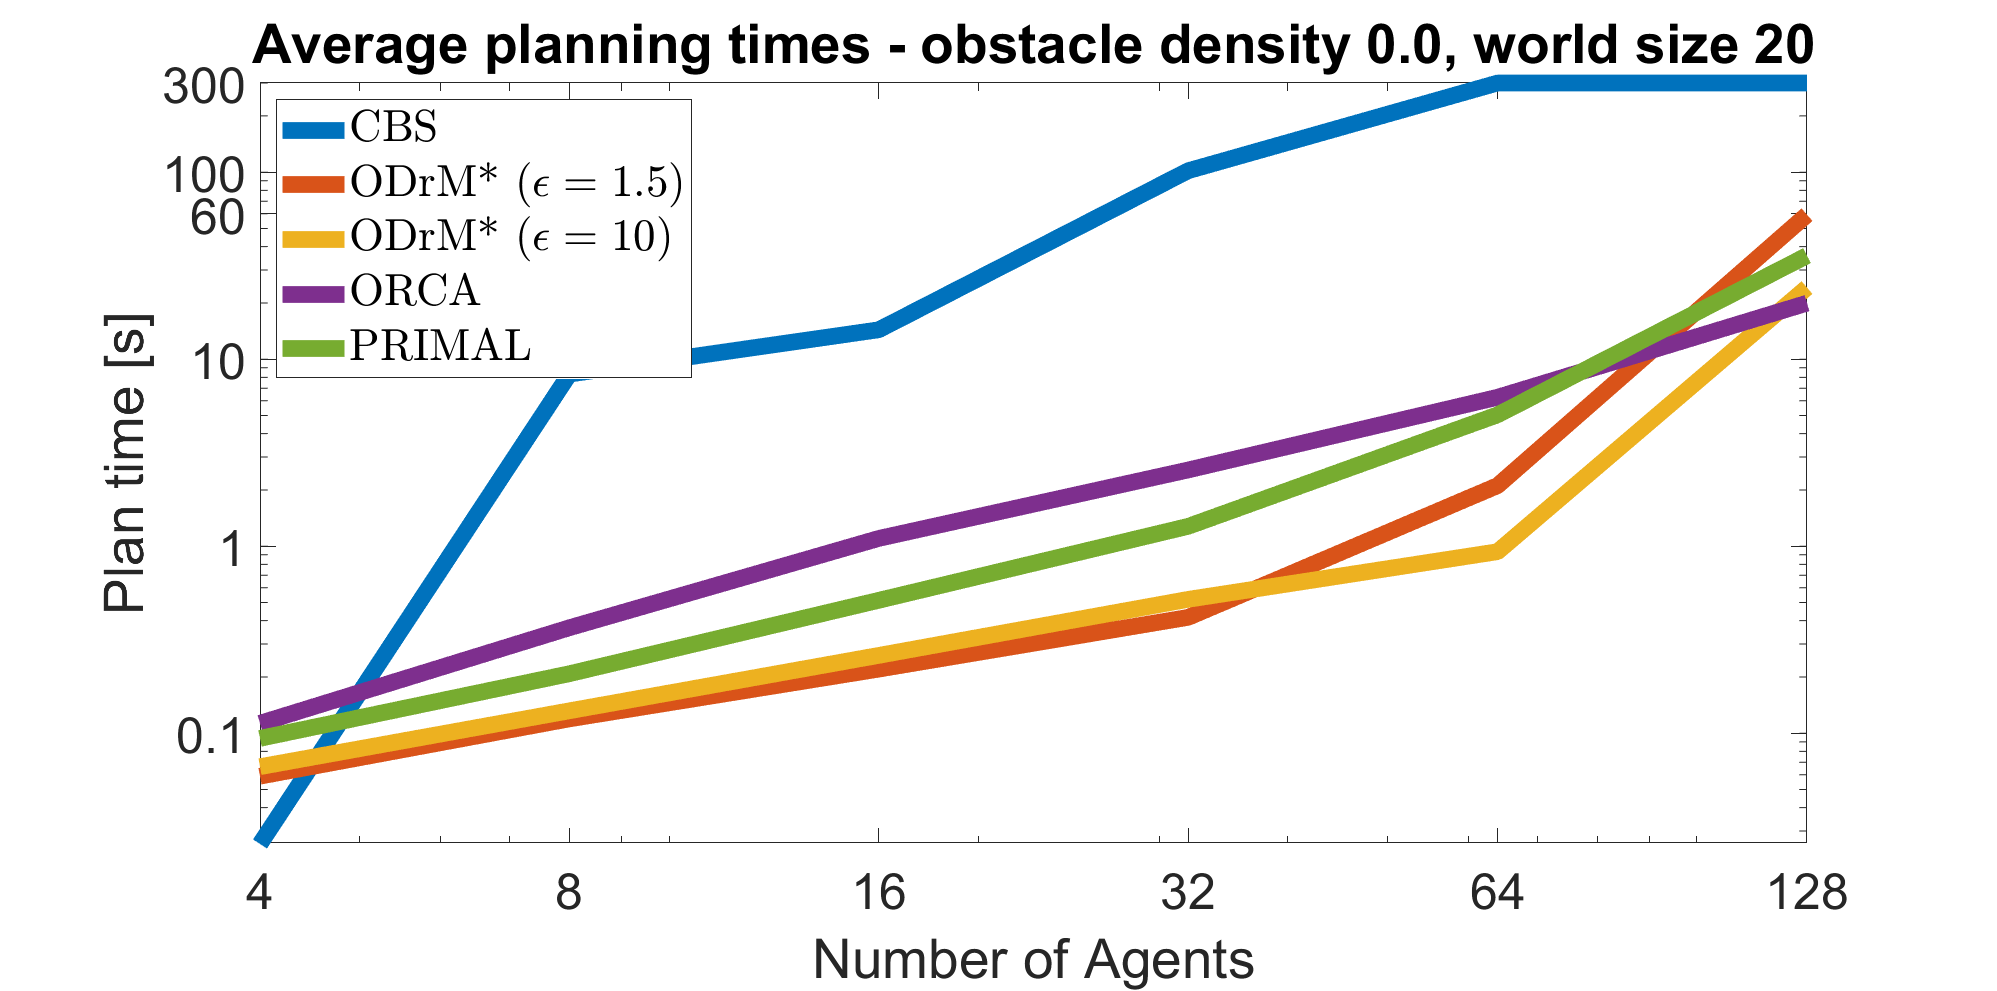 Average planning times - obstacle density 0.0, world size 20
300
100
60
10
1
0.1
Plan time [s]
CBS
ODrM* (ϵ = 1.5)
ODrM* (ϵ = 10)
ORCA
PRIMAL
4 8 16 32 64 128
Number of Agents